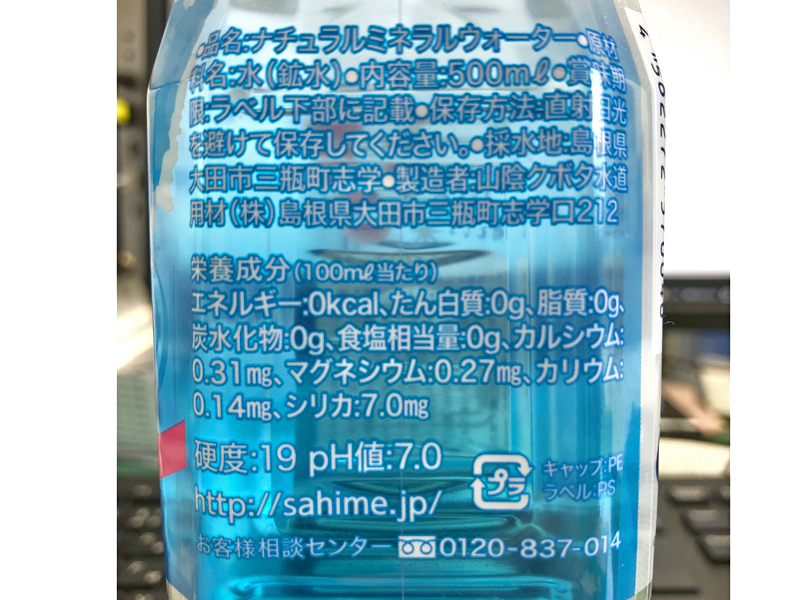 ●品名:ナチュラルミネラルウォーター●原材
料名:水(鉱水)●内容量:500mℓ●賞味期
限:ラベル下部に記載●保存方法:直射日光
を避けて保存してください。●採水地:島根県
大田市三瓶町志学●製造者:山陰クボタ水道
用材(株)島根県大田市三瓶町志学口212
栄養成分(100mℓ当たり)
エネルギー:0kcal、たん白質:0g、脂質:0g、
炭水化物:0g、食塩相当量:0g、カルシウム:
0.31mg、マグネシウム:0.27mg、カリウム:
0.14mg、シリカ:7.0mg
硬度:19 pH値:7.0
http://sahime.jp/
プラ
キャップ:PE
ラベル:PS
お客様相談センター 0120-837-014